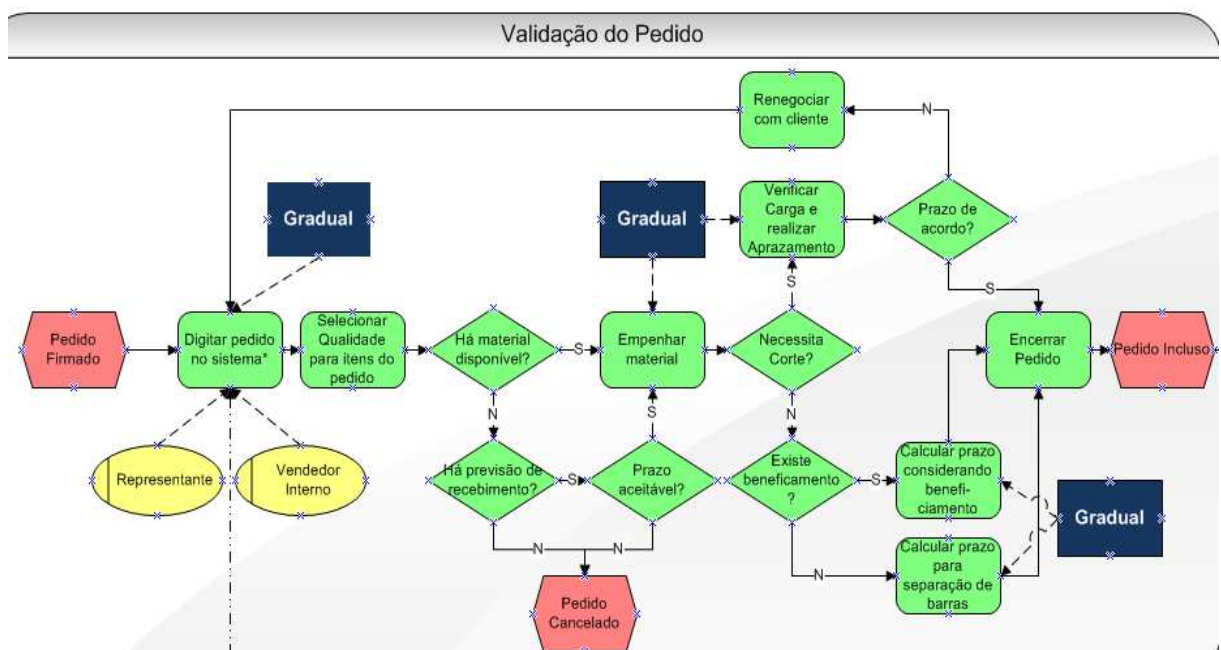 Validação do Pedido
Renegociar
com cliente
N
Gradual
Gradual
Verificar
Carga e
realizar
Aprazamento
Prazo de
acordo?
S
S
Pedido
Firmado
Digitar pedido
no sistema*
Selecionar
Qualidade
para itens do
pedido
Há material
disponível?
S
Empenhar
material
Necessita
Corte?
Encerrar
Pedido
Pedido Incluso
N
S
N
Representante
Vendedor
Interno
Há previsão de
recebimento?
S
Prazo
aceitável?
Existe
beneficamento
?
S
Calcular prazo
considerando
benefi-
ciamento
Gradual
N
N
N
Calcular prazo
para
separação de
barras
Pedido
Cancelado